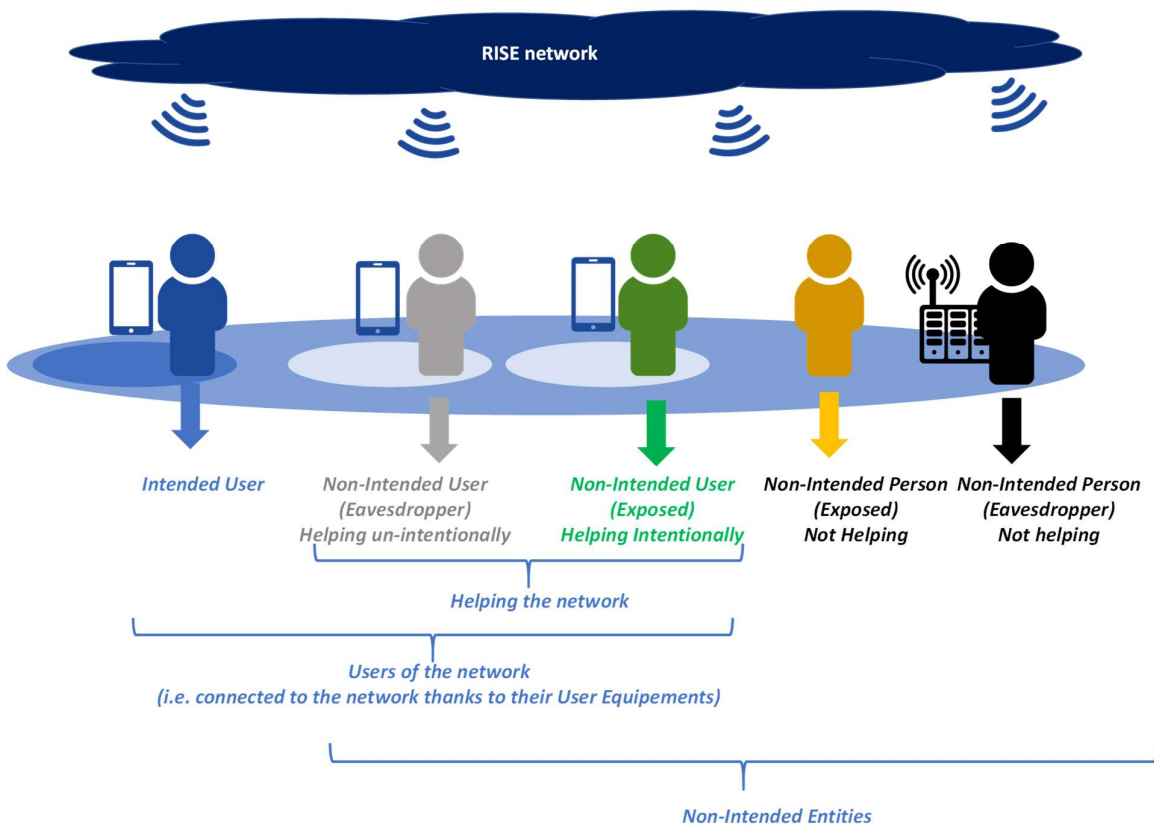 RISE network
Intended User
Non-Intended User
(Eavesdropper)
Helping un-intentionally
Non-Intended User
(Exposed)
Helping Intentionally
Non-Intended Person
(Exposed)
Not Helping
Non-Intended Person
(Eavesdropper)
Not helping
Helping the network
Users of the network
(i.e. connected to the network thanks to their User Equipements)
Non-Intended Entities